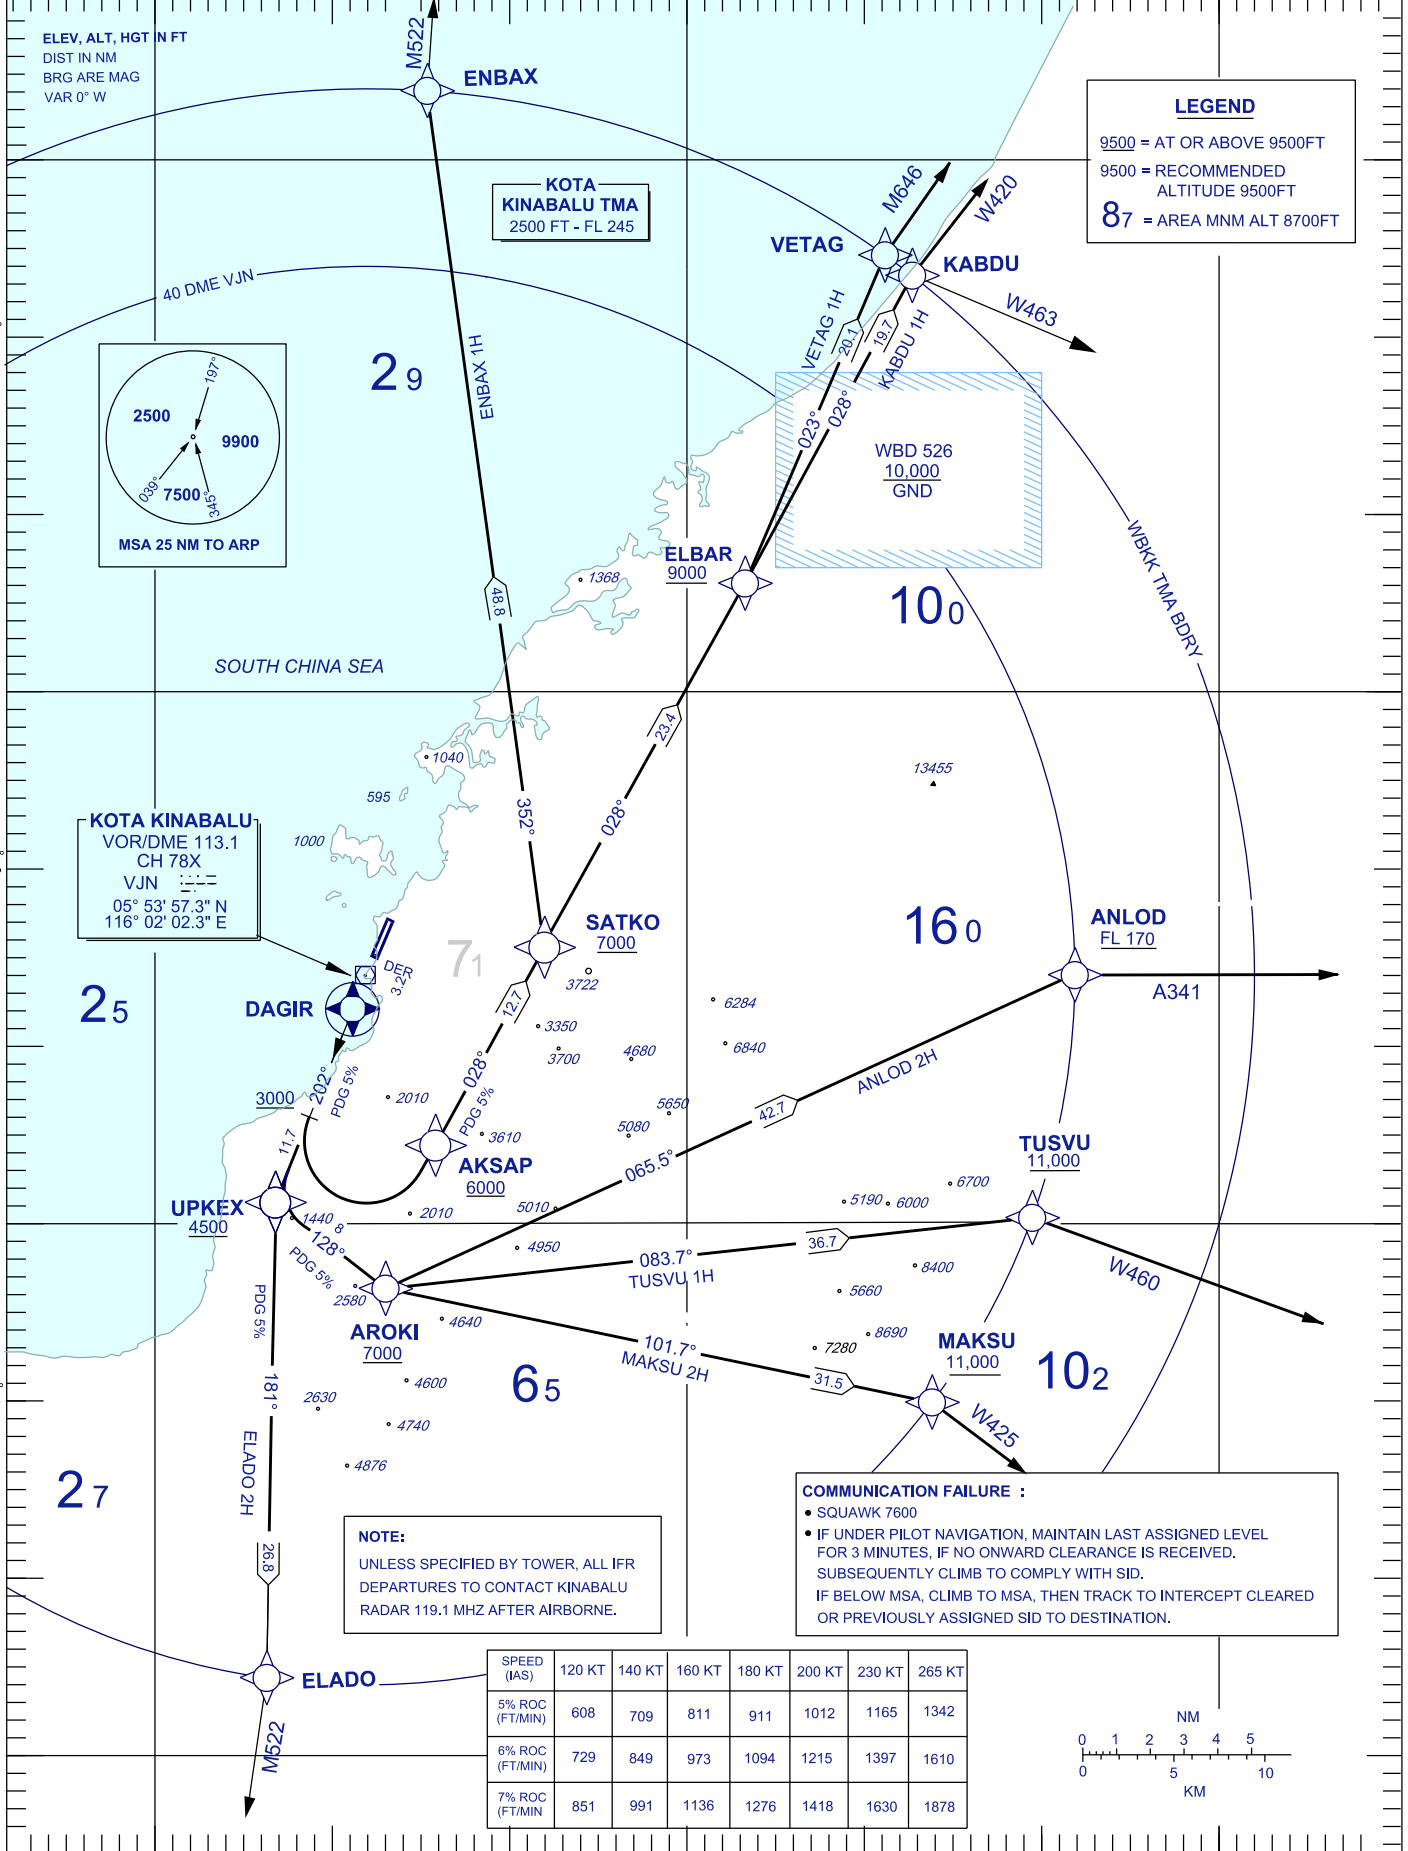 ELEV, ALT, HGT IN FT
DIST IN NM
BRG ARE MAG
VAR 0° W
M522
ENBAX
LEGEND
9500 = AT OR ABOVE 9500FT
9500 = RECOMMENDED
ALTITUDE 9500FT
87 = AREA MNM ALT 8700FT
KOTA
KINABALU TMA
2500 FT - FL 245
M646
W420
VETAG
KABDU
W463
40 DME VJN
VETAG 1H
20.1
19.7
KABDU 1H
ENBAX 1H
29
197°
2500
9900
039°
7500
345°
MSA 25 NM TO ARP
023°
028°
WBD 526
10,000
GND
WBKK TMA BDRY
ELBAR
9000
1368
48.8
100
SOUTH CHINA SEA
23.4
1040
595
13455
352°
028°
1000
KOTA KINABALU
VOR/DME 113.1
CH 78X
VJN
05° 53' 57.3" N
116° 02' 02.3" E
SATKO
7000
160
ANLOD
FL 170
A341
71
DER
3.2
3722
25
DAGIR
12.7
6284
3350
3700
4680
6840
028°
PDG 5%
ANLOD 2H
202°
PDG 5%
3000
2010
5650
42.7
11.7
3610
5080
TUSVU
11,000
AKSAP
6000
065.5°
UPKEX
4500
1440
8
2010
5010
5190
6000
6700
128°
PDG 5%
4950
083.7°
TUSVU 1H
36.7
8400
W460
2580
5660
PDG 5%
AROKI
7000
4640
101.7°
MAKSU 2H
7280
8690
MAKSU
11,000
102
31.5
65
181°
2630
4600
4740
W425
ELADO 2H
4876
27
26.8
NOTE:
UNLESS SPECIFIED BY TOWER, ALL IFR
DEPARTURES TO CONTACT KINABALU
RADAR 119.1 MHZ AFTER AIRBORNE.
COMMUNICATION FAILURE :
• SQUAWK 7600
• IF UNDER PILOT NAVIGATION, MAINTAIN LAST ASSIGNED LEVEL
FOR 3 MINUTES, IF NO ONWARD CLEARANCE IS RECEIVED.
SUBSEQUENTLY CLIMB TO COMPLY WITH SID.
IF BELOW MSA, CLIMB TO MSA, THEN TRACK TO INTERCEPT CLEARED
OR PREVIOUSLY ASSIGNED SID TO DESTINATION.
ELADO
M522
SPEED (IAS) 120 KT 140 KT 160 KT 180 KT 200 KT 230 KT 265 KT
5% ROC (FT/MIN) 608 709 811 911 1012 1165 1342
6% ROC (FT/MIN) 729 849 973 1094 1215 1397 1610
7% ROC (FT/MIN 851 991 1136 1276 1418 1630 1878
NM
0 1 2 3 4 5
0 5 10
KM